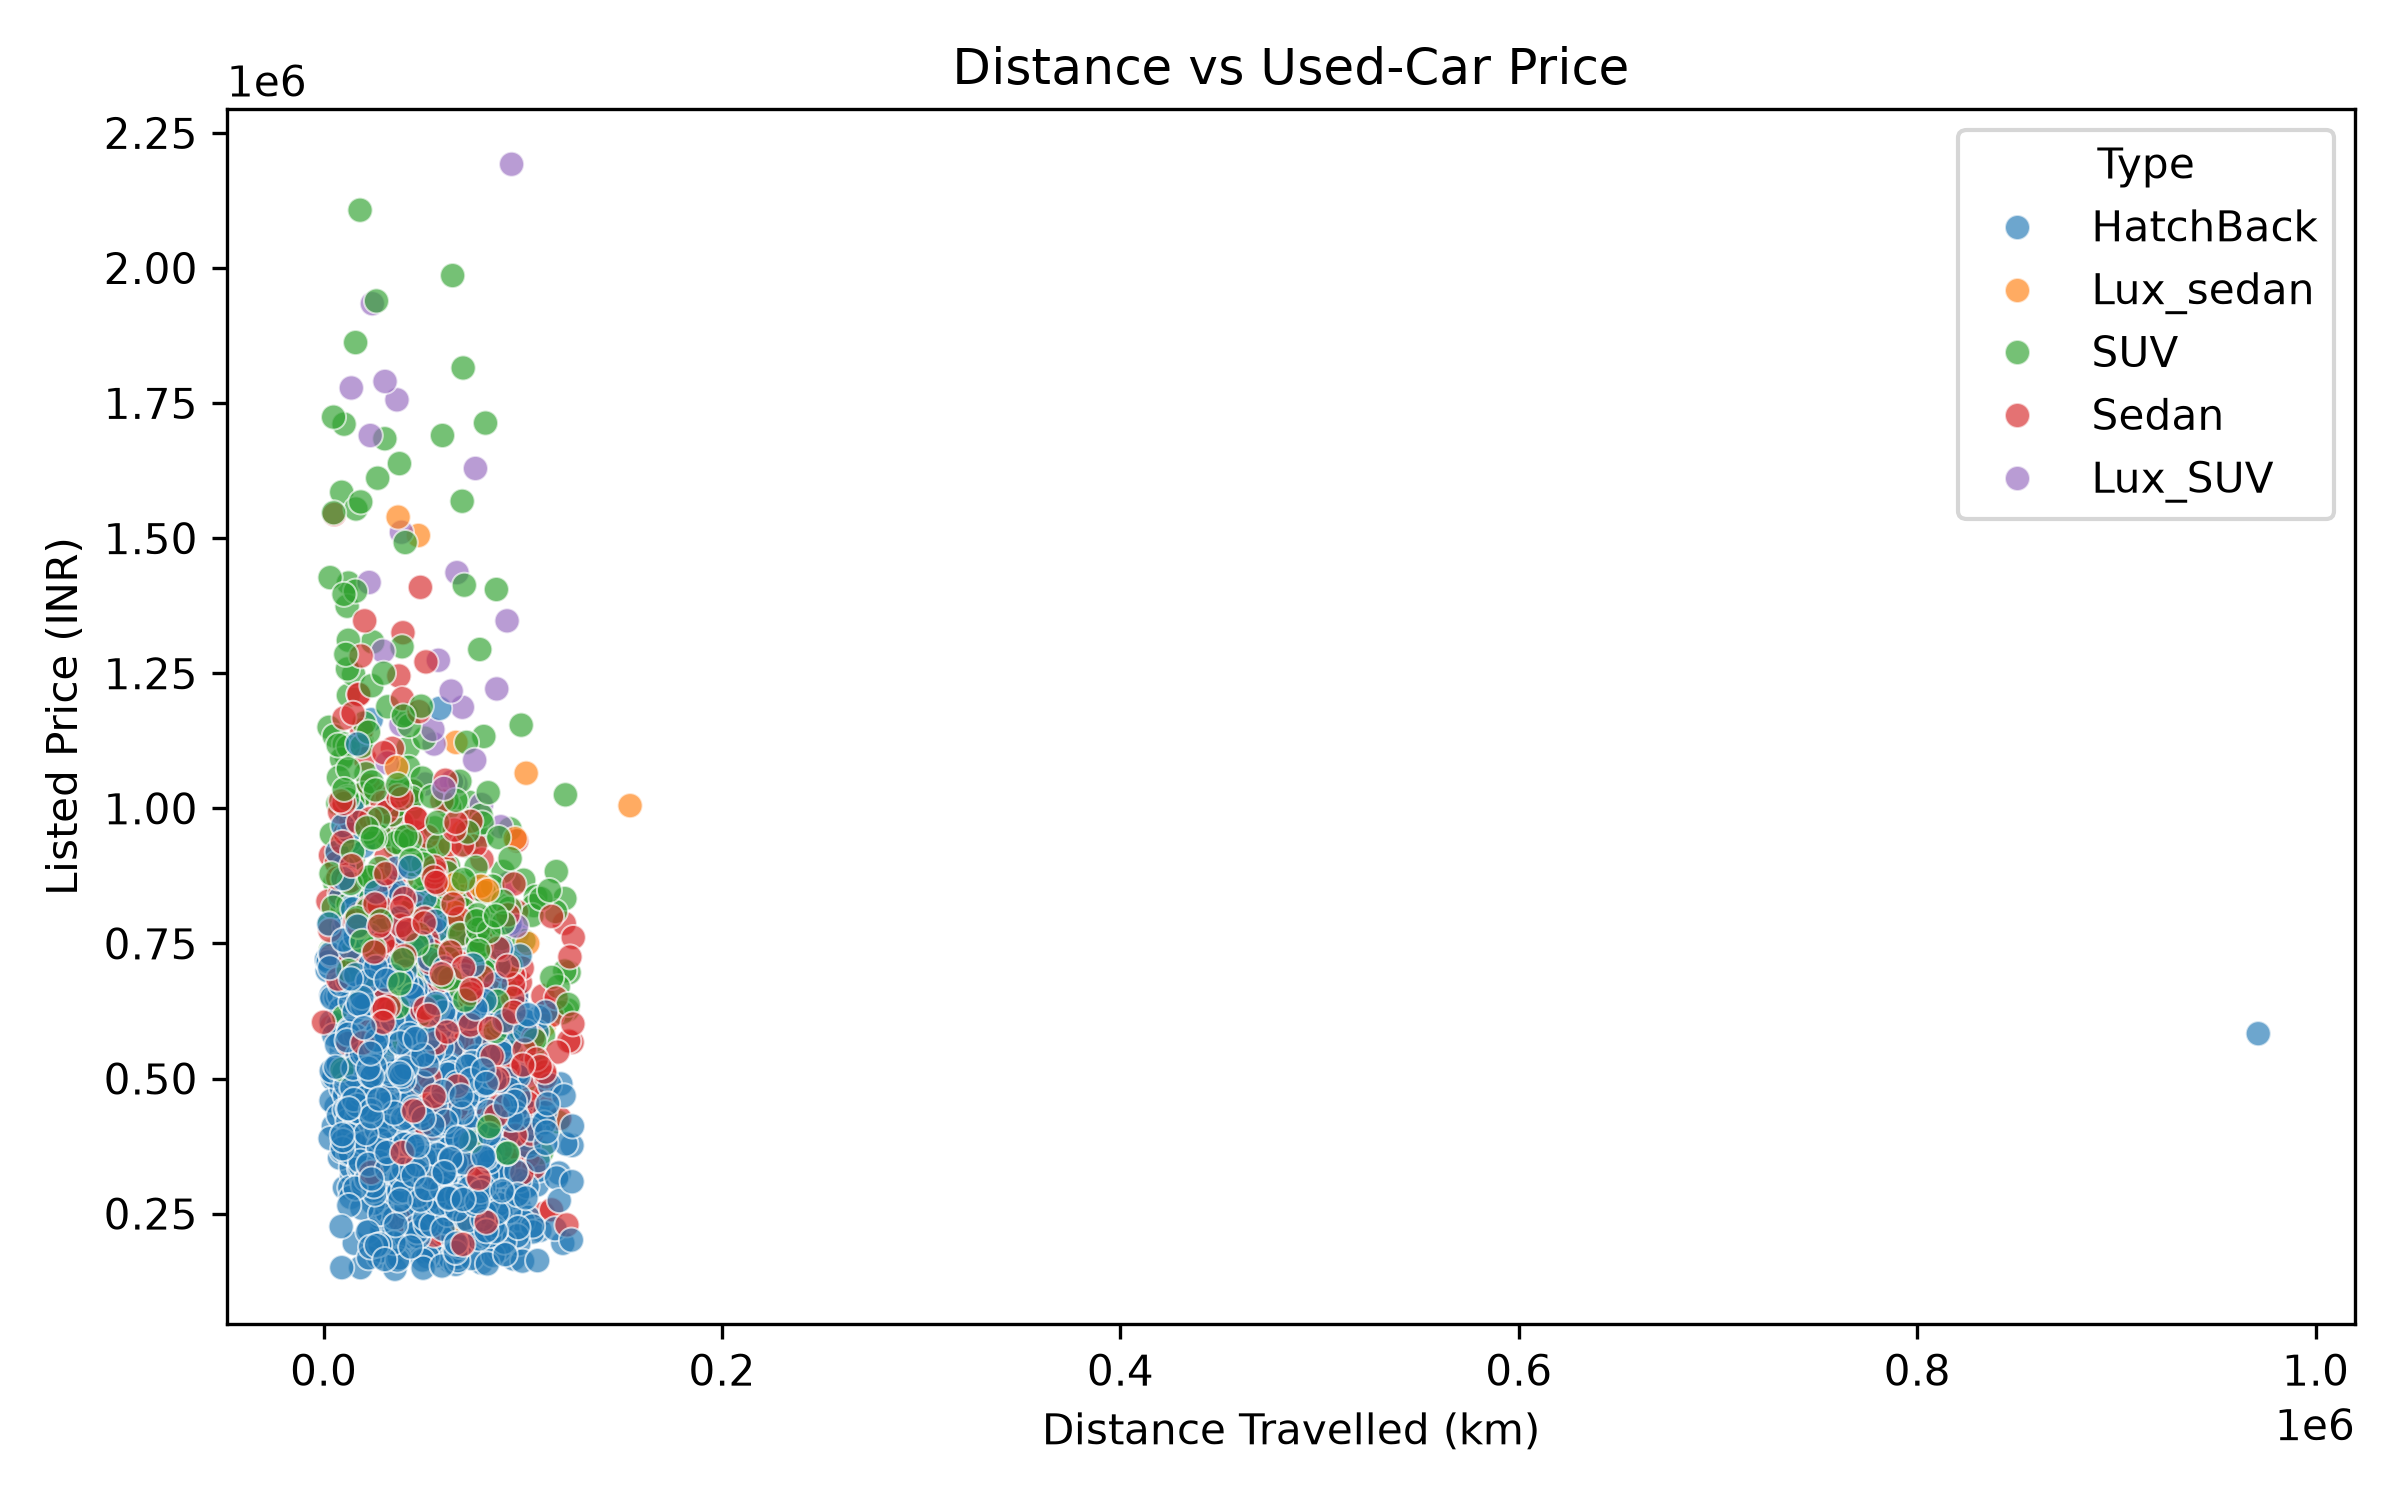 Distance vs Used-Car Price
1e6
2.25
2.00
1.75
1.50
1.25
1.00
0.75
0.50
0.25
Listed Price (INR)
Type
HatchBack
Lux_sedan
SUV
Sedan
Lux_SUV
0.0 0.2 0.4 0.6 0.8 1.0
1e6
Distance Travelled (km)